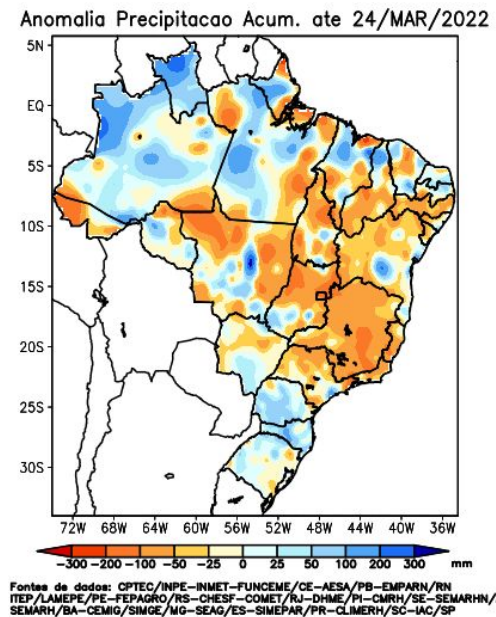 Anomalia Precipitacao Acum. ate 24/MAR/2022
5N
EQ
5S
10S
15S
20S
25S
30S
72W 68W 64W 60W 56W 52W 48W 44W 40W 36W
-300 -200 -100 -50 -25 0 25 50 100 200 300 mm
Fontes de dados: CPTEC/INPE-INMET-FUNCEME/CE-AESA/PB-EMPARN/RN
ITEP/LAMEPE/PE-FEPAGRO/RS-CHESF-COMET/RJ-DHME/PI-CMRH/SE-SEMARHN/
SEMARH/BA-CEMIG/SIMGE/MG-SEAG/ES-SIMEPAR/PR-CLIMERH/SC-IAC/SP